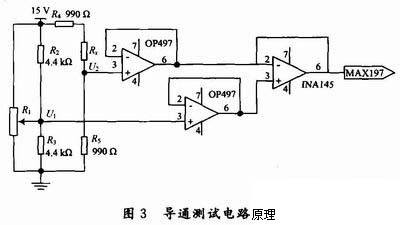 15 V R₄ 990 Ω
R₂ 4.4 kΩ
Rₓ
U₂
2 3 7 4 6 OP497
R₁
U₁
2 3 7 4 6 OP497
2 3 7 4 6 INA145
MAX197
R₃ 4.4 kΩ
R₅ 990 Ω
图 3 导通测试电路原理